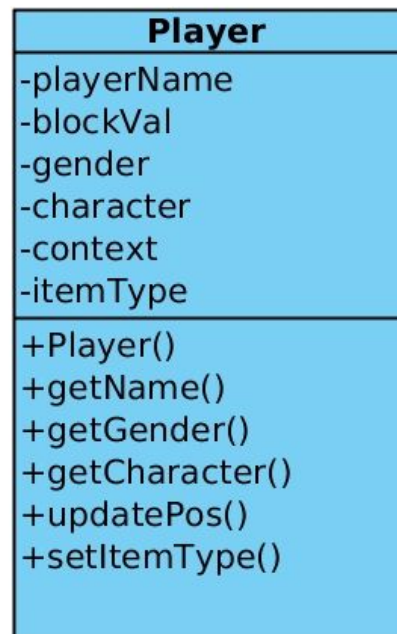 Player
-playerName
-blockVal
-gender
-character
-context
-itemType
+Player()
+getName()
+getGender()
+getCharacter()
+updatePos()
+setItemType()